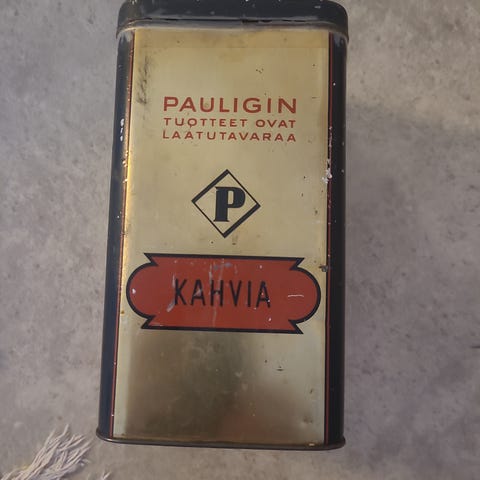 PAULIGIN
TUOTTEET OVAT
LAATUTAVARAA
P
KAHVIA